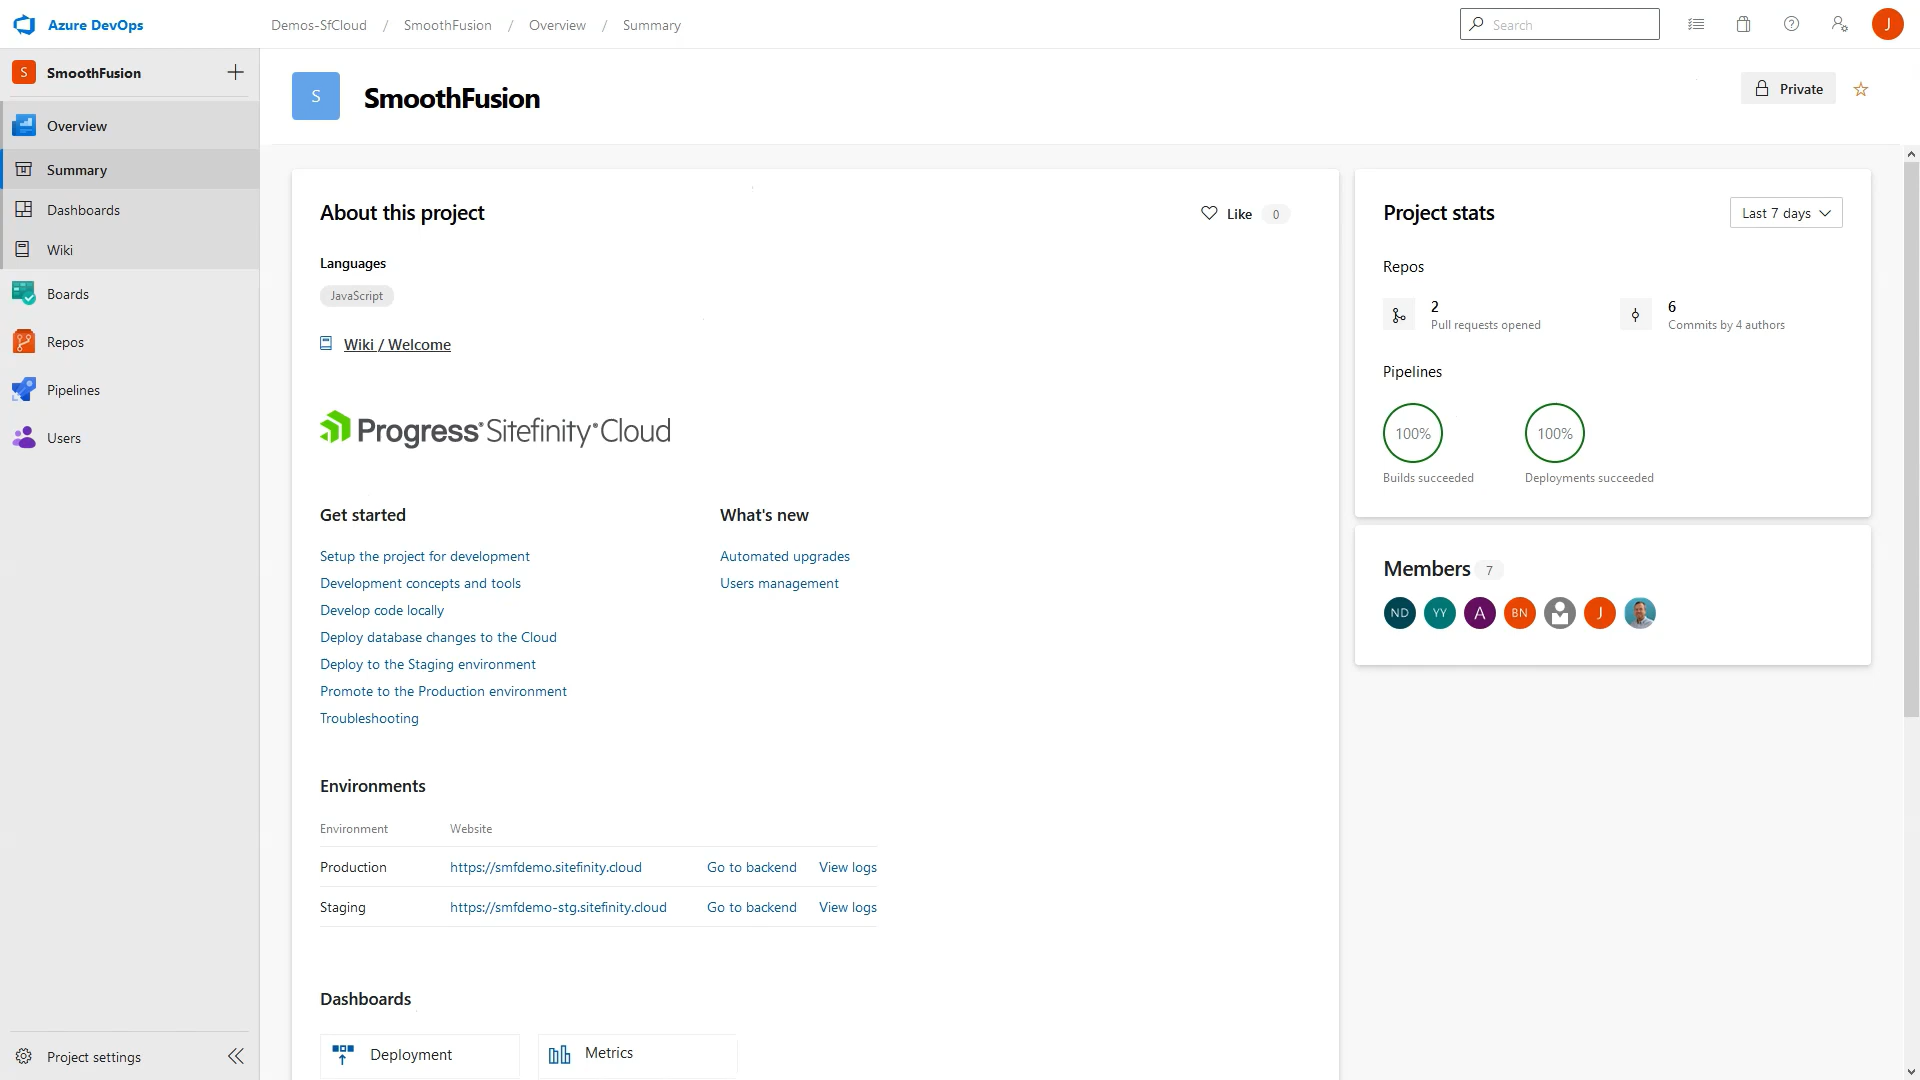 Azure DevOps
Demos-SfCloud / SmoothFusion / Overview / Summary
Search
J
S SmoothFusion
Overview
Summary
Dashboards
Wiki
Boards
Repos
Pipelines
Users
Project settings
S SmoothFusion
Private
About this project
Like 0
Languages
JavaScript
Wiki / Welcome
Progress® Sitefinity® Cloud
Get started
Setup the project for development
Development concepts and tools
Develop code locally
Deploy database changes to the Cloud
Deploy to the Staging environment
Promote to the Production environment
Troubleshooting
What's new
Automated upgrades
Users management
Environments
Environment Website
Production https://smfdemo.sitefinity.cloud Go to backend View logs
Staging https://smfdemo-stg.sitefinity.cloud Go to backend View logs
Dashboards
Deployment Metrics
Project stats
Last 7 days
Repos
2
Pull requests opened
6
Commits by 4 authors
Pipelines
100% 100%
Builds succeeded Deployments succeeded
Members 7
ND YY A BN J